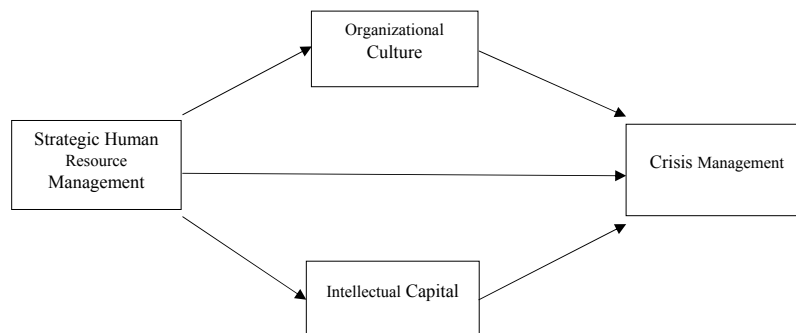 Organizational
Culture
Strategic Human
Resource
Management
Crisis Management
Intellectual Capital